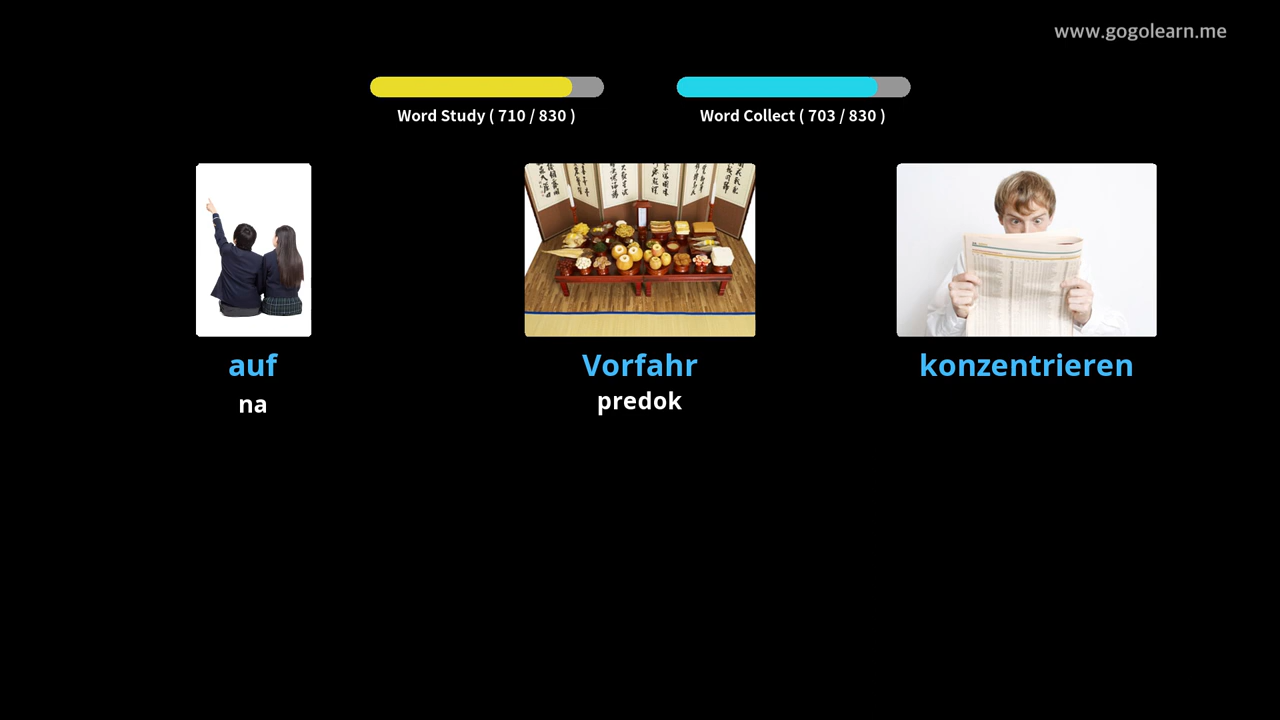 www.gogolearn.me
Word Study ( 710 / 830 )
Word Collect ( 703 / 830 )
auf
Vorfahr
konzentrieren
na
predok